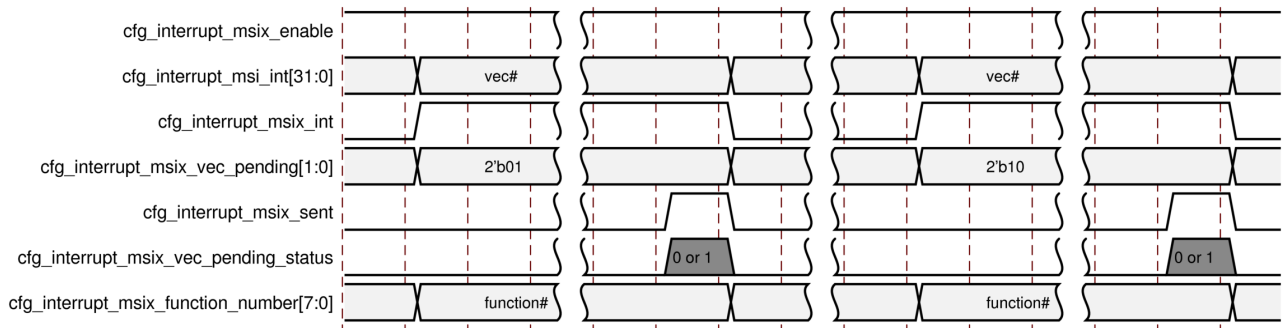 cfg_interrupt_msix_enable
cfg_interrupt_msi_int[31:0] vec# vec#
cfg_interrupt_msix_int
cfg_interrupt_msix_vec_pending[1:0] 2'b01 2'b10
cfg_interrupt_msix_sent
cfg_interrupt_msix_vec_pending_status 0 or 1 0 or 1
cfg_interrupt_msix_function_number[7:0] function# function#